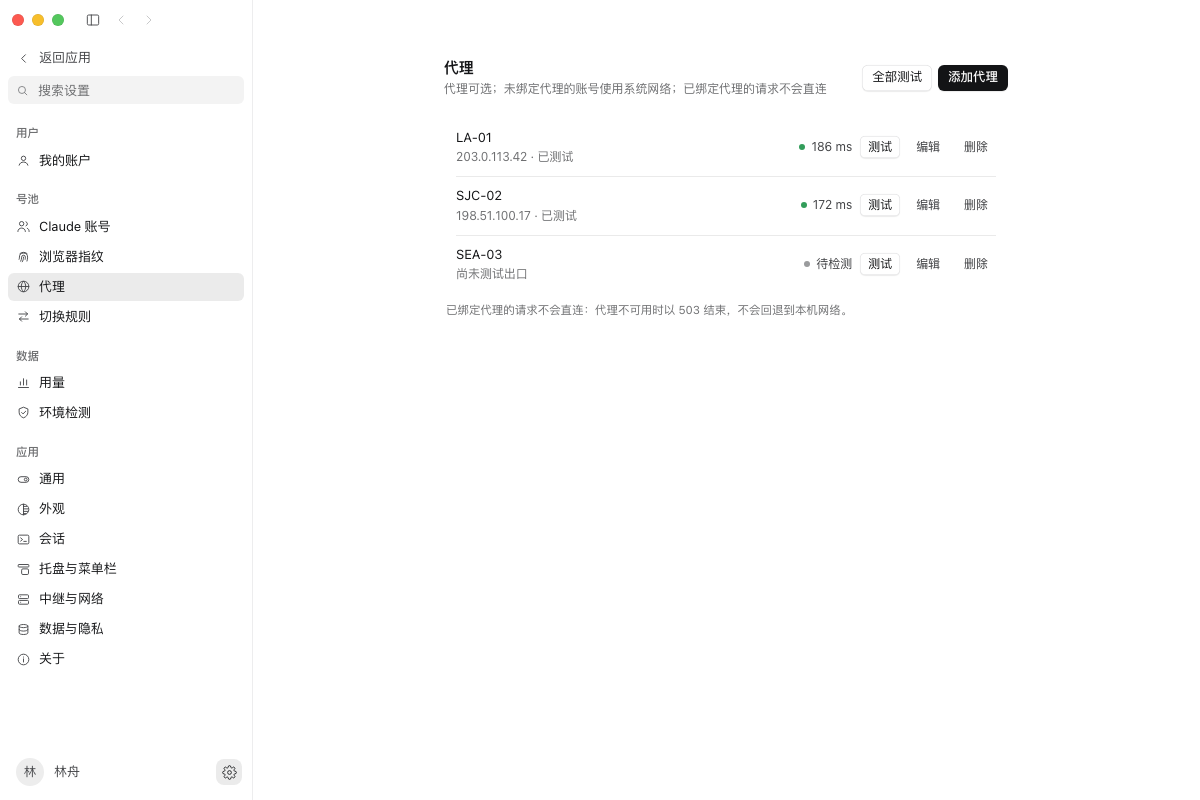 返回应用
搜索设置
用户
我的账户
号池
Claude 账号
浏览器指纹
代理
切换规则
数据
用量
环境检测
应用
通用
外观
会话
托盘与菜单栏
中继与网络
数据与隐私
关于
林
林舟
代理
代理可选；未绑定代理的账号使用系统网络；已绑定代理的请求不会直连
全部测试
添加代理
LA-01
203.0.113.42 · 已测试
186 ms
测试
编辑
删除
SJC-02
198.51.100.17 · 已测试
172 ms
测试
编辑
删除
SEA-03
尚未测试出口
待检测
测试
编辑
删除
已绑定代理的请求不会直连：代理不可用时以 503 结束，不会回退到本机网络。